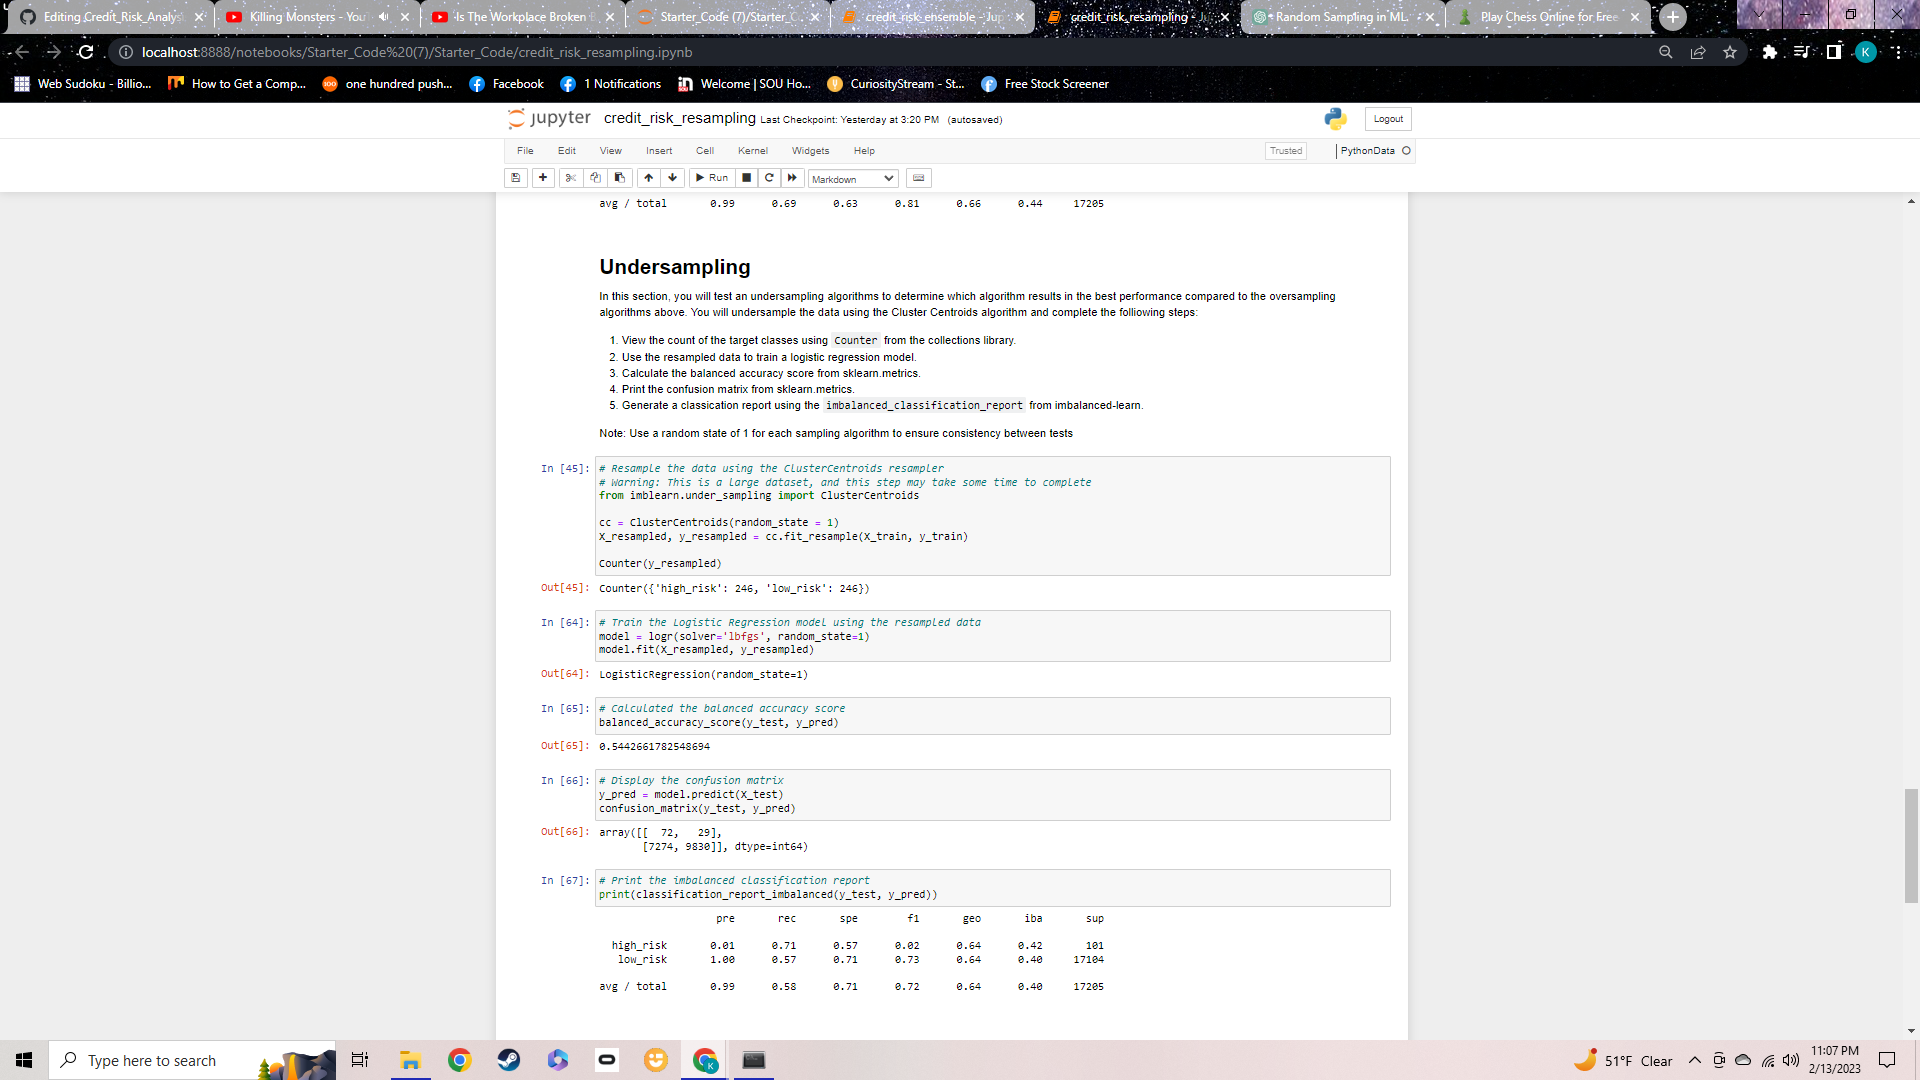 Editing Credit_Risk_Analys
Killing Monsters - You
Is The Workplace Broken
Starter_Code (7)/Starter_C
credit_risk_ensemble - Jup
credit_risk_resampling - Ju
Random Sampling in ML.
Play Chess Online for Free
localhost:8888/notebooks/Starter_Code%20(7)/Starter_Code/credit_risk_resampling.ipynb
K
Web Sudoku - Billio...
How to Get a Comp...
100
one hundred push...
Facebook
1 Notifications
Welcome | SOU Ho...
CuriosityStream - St...
Free Stock Screener
jupyter credit_risk_resampling Last Checkpoint: Yesterday at 3:20 PM (autosaved)
Logout
File Edit View Insert Cell Kernel Widgets Help
Trusted
PythonData
Run
Markdown
avg / total 0.99 0.69 0.63 0.81 0.66 0.44 17205
Undersampling
In this section, you will test an undersampling algorithms to determine which algorithm results in the best performance compared to the oversampling
algorithms above. You will undersample the data using the Cluster Centroids algorithm and complete the folliowing steps:
1. View the count of the target classes using Counter from the collections library.
2. Use the resampled data to train a logistic regression model.
3. Calculate the balanced accuracy score from sklearn.metrics.
4. Print the confusion matrix from sklearn.metrics.
5. Generate a classication report using the imbalanced_classification_report from imbalanced-learn.
Note: Use a random state of 1 for each sampling algorithm to ensure consistency between tests
In [45]: # Resample the data using the ClusterCentroids resampler
# Warning: This is a large dataset, and this step may take some time to complete
from imblearn.under_sampling import ClusterCentroids
cc = ClusterCentroids(random_state = 1)
X_resampled, y_resampled = cc.fit_resample(X_train, y_train)
Counter(y_resampled)
Out[45]: Counter({'high_risk': 246, 'low_risk': 246})
In [64]: # Train the Logistic Regression model using the resampled data
model = logr(solver='lbfgs', random_state=1)
model.fit(X_resampled, y_resampled)
Out[64]: LogisticRegression(random_state=1)
In [65]: # Calculated the balanced accuracy score
balanced_accuracy_score(y_test, y_pred)
Out[65]: 0.5442661782548694
In [66]: # Display the confusion matrix
y_pred = model.predict(X_test)
confusion_matrix(y_test, y_pred)
Out[66]: array([[ 72, 29],
[7274, 9830]], dtype=int64)
In [67]: # Print the imbalanced classification report
print(classification_report_imbalanced(y_test, y_pred))
pre rec spe f1 geo iba sup
high_risk 0.01 0.71 0.57 0.02 0.64 0.42 101
low_risk 1.00 0.57 0.71 0.73 0.64 0.40 17104
avg / total 0.99 0.58 0.71 0.72 0.64 0.40 17205
Type here to search
K
51°F Clear
11:07 PM
2/13/2023